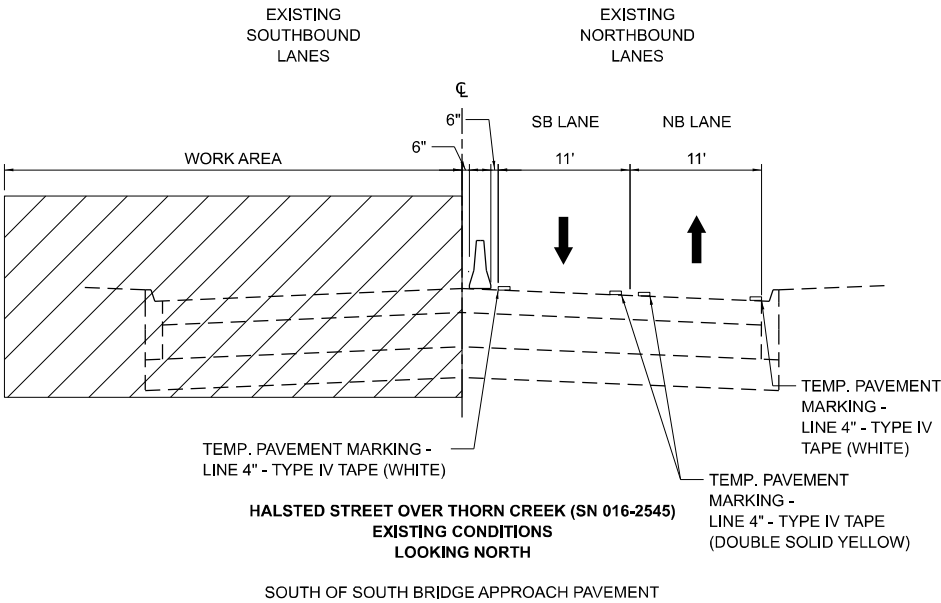 EXISTING
SOUTHBOUND
LANES
EXISTING
NORTHBOUND
LANES
℄
6"
6"
SB LANE
NB LANE
WORK AREA
11'
11'
TEMP. PAVEMENT MARKING -
LINE 4" - TYPE IV TAPE (WHITE)
TEMP. PAVEMENT
MARKING -
LINE 4" - TYPE IV
TAPE (WHITE)
TEMP. PAVEMENT
MARKING -
LINE 4" - TYPE IV TAPE
(DOUBLE SOLID YELLOW)
HALSTED STREET OVER THORN CREEK (SN 016-2545)
EXISTING CONDITIONS
LOOKING NORTH
SOUTH OF SOUTH BRIDGE APPROACH PAVEMENT